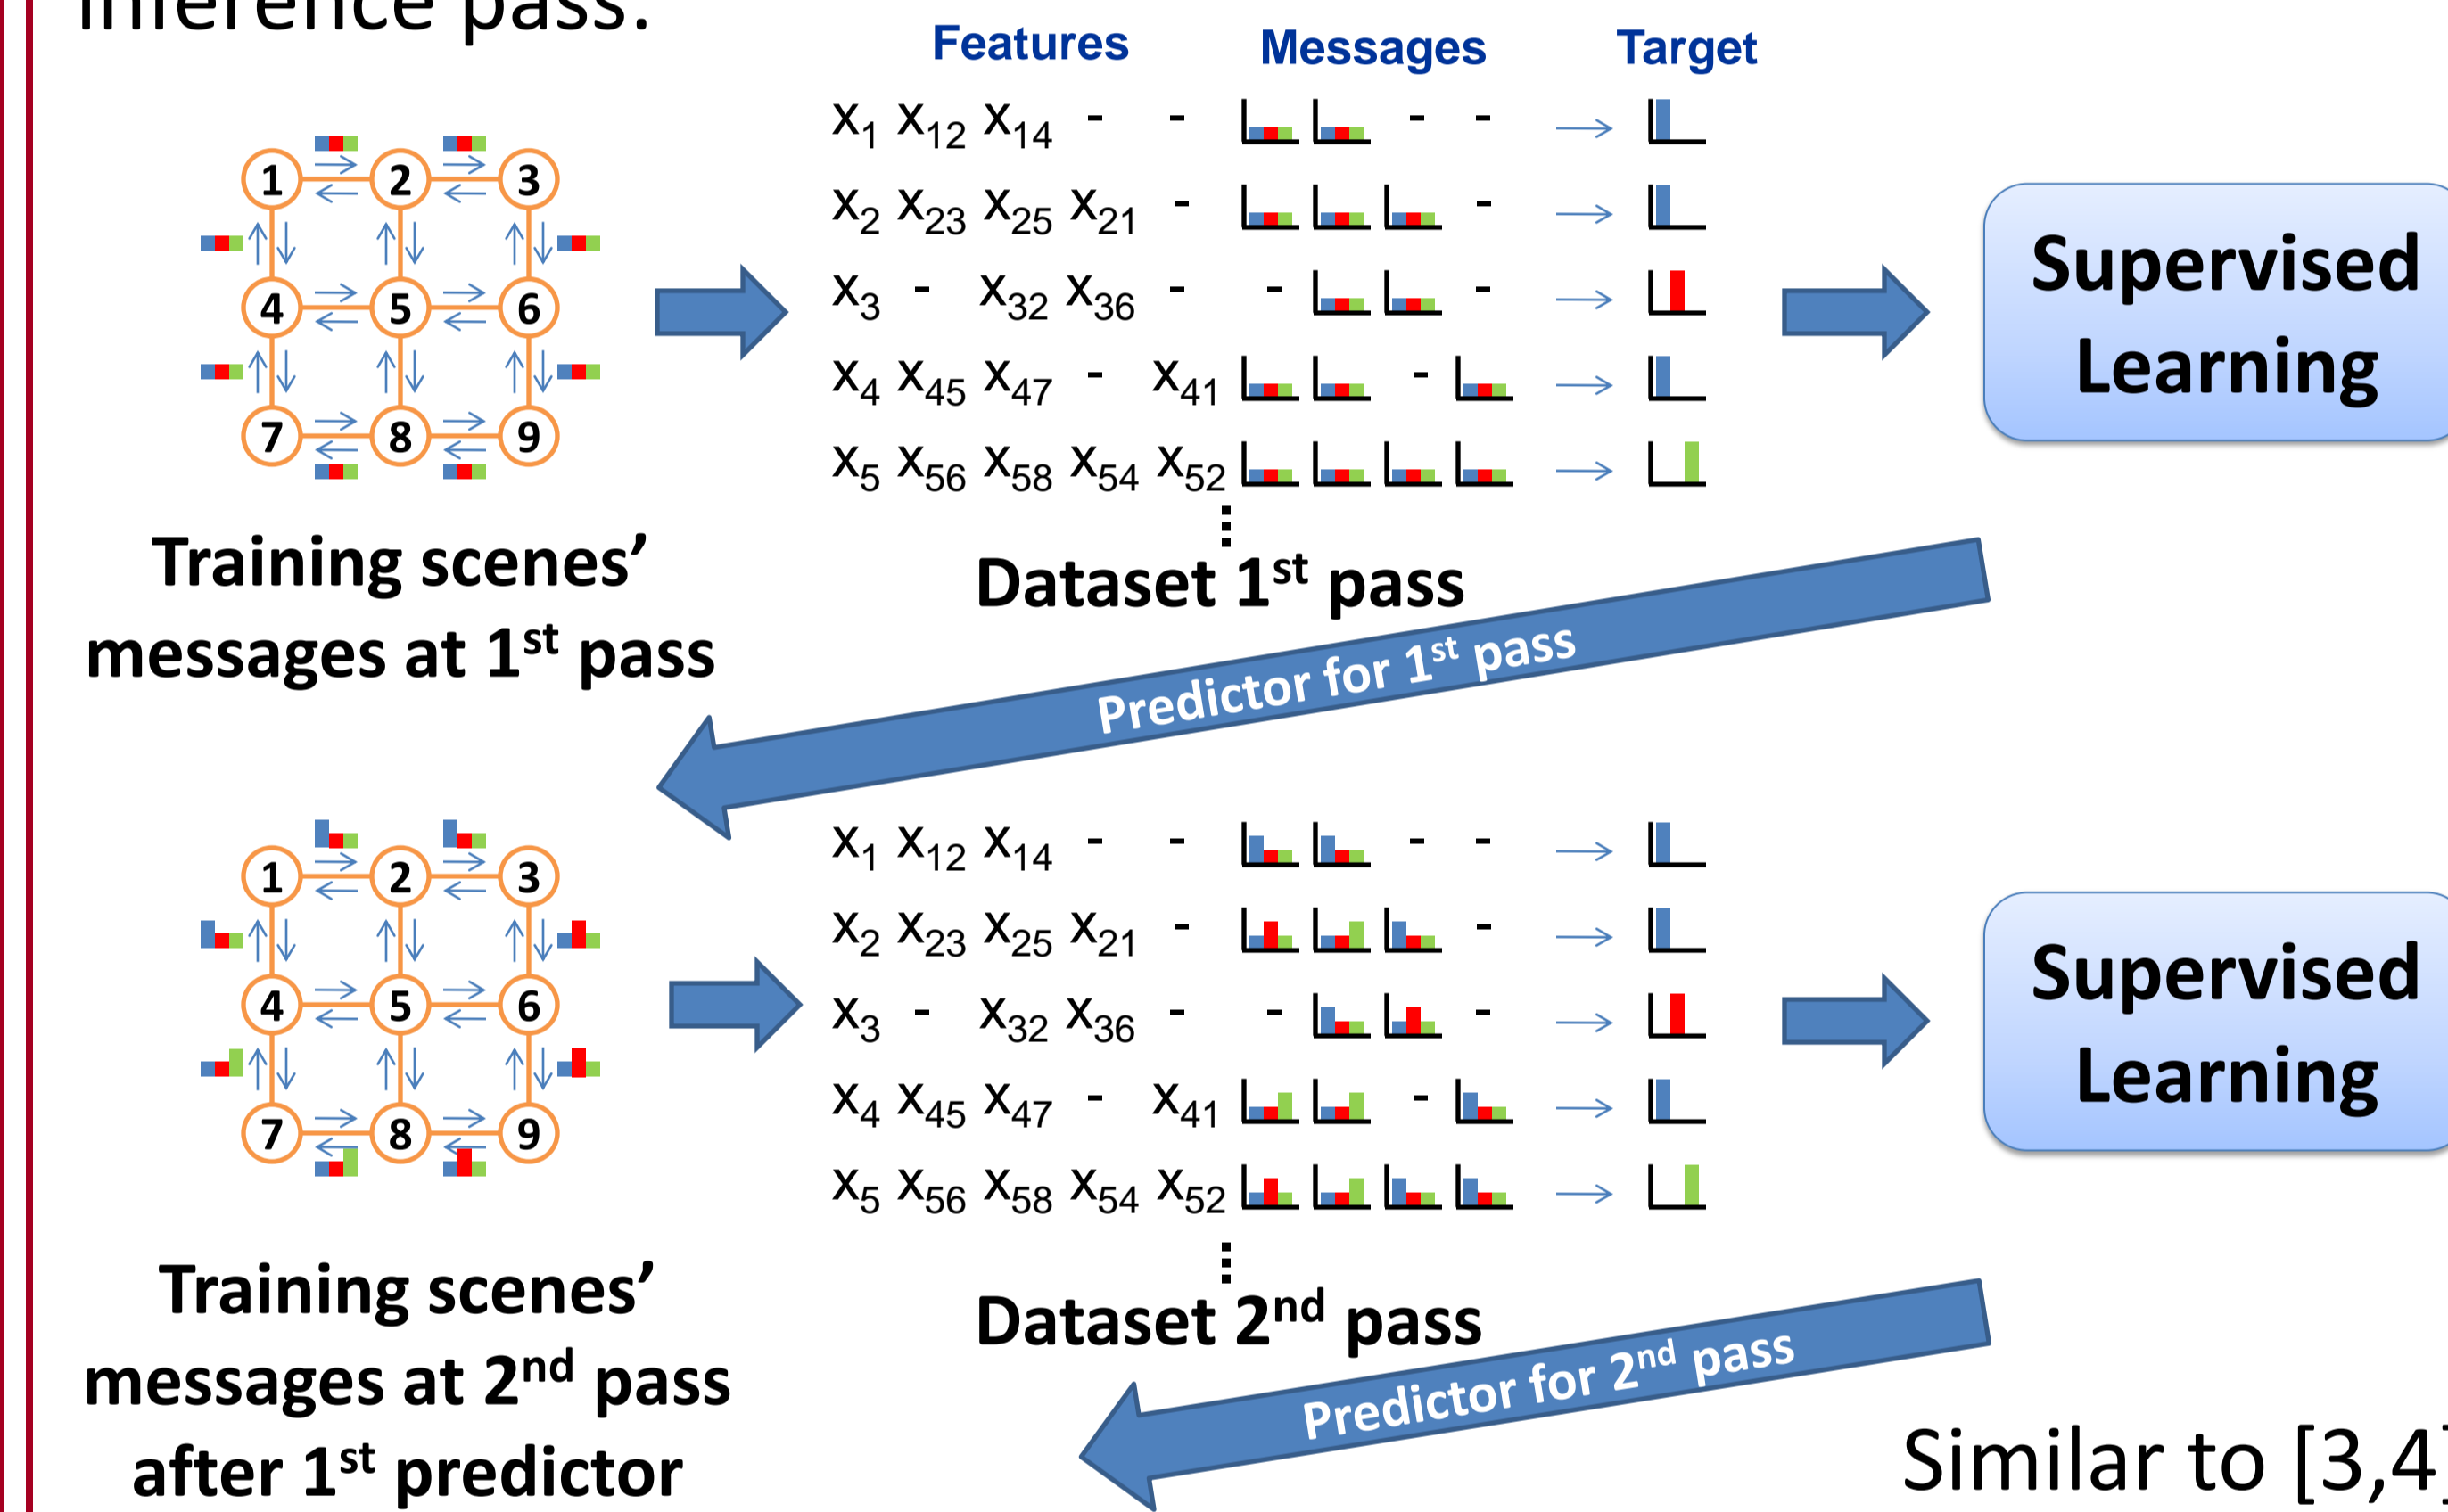 inference pass.
Features Messages Target
X1 X12 X14 - - - -
X2 X23 X25 X21 - -
X3 - X32 X36 - - -
X4 X45 X47 - X41 -
X5 X56 X58 X54 X52
1 2 3
4 5 6
7 8 9
Supervised
Learning
⋮
Training scenes’
messages at 1st pass
Dataset 1st pass
Predictor for 1st pass
X1 X12 X14 - - - -
X2 X23 X25 X21 - -
X3 - X32 X36 - - -
X4 X45 X47 - X41 -
X5 X56 X58 X54 X52
1 2 3
4 5 6
7 8 9
Supervised
Learning
⋮
Training scenes’
messages at 2nd pass
after 1st predictor
Dataset 2nd pass
Predictor for 2nd pass
Similar to [3,4]